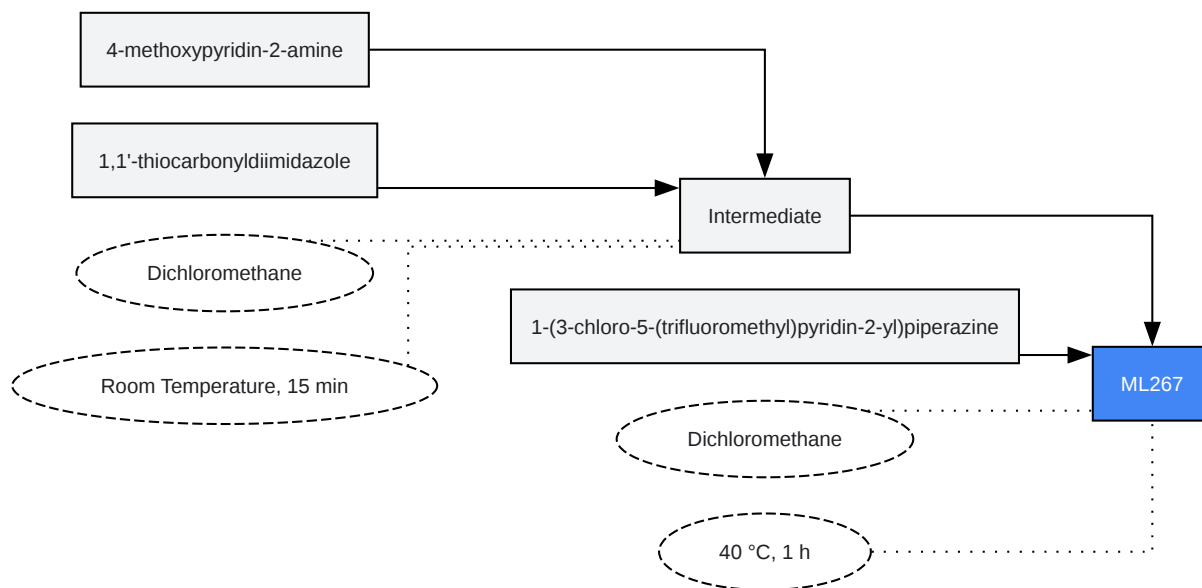 4-methoxypyridin-2-amine
1,1'-thiocarbonyldiimidazole
Intermediate
Dichloromethane
1-(3-chloro-5-(trifluoromethyl)pyridin-2-yl)piperazine
Room Temperature, 15 min
ML267
Dichloromethane
40 °C, 1 h